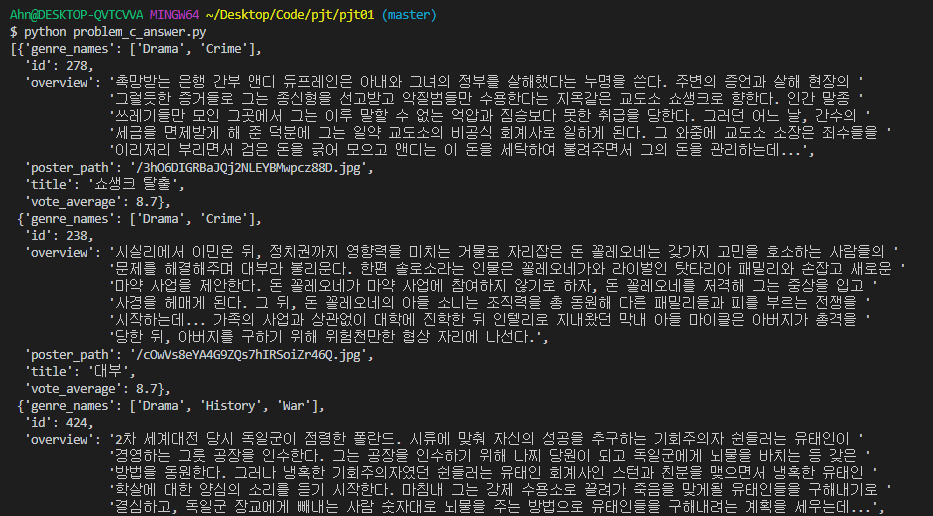 Ahn@DESKTOP-QVTCVVA MINGW64 ~/Desktop/Code/pjt/pjt01 (master)
$ python problem_c_answer.py
[{'genre_names': ['Drama', 'Crime'],
'id': 278,
'overview': '촉망받는 은행 간부 앤디 듀프레인은 아내와 그녀의 정부를 살해했다는 누명을 쓴다. 주변의 증언과 살해 현장의 '
'그럴듯한 증거들로 그는 종신형을 선고받고 악질범들만 수용한다는 지옥같은 교도소 쇼생크로 향한다. 인간 말종 '
'쓰레기들만 모인 그곳에서 그는 이루 말할 수 없는 억압과 짐승보다 못한 취급을 당한다. 그러던 어느 날, 간수의 '
'세금을 면제받게 해 준 덕분에 그는 일약 교도소의 비공식 회계사로 일하게 된다. 그 와중에 교도소 소장은 죄수들을 '
'이리저리 부리면서 검은 돈을 긁어 모으고 앤디는 이 돈을 세탁하여 불려주면서 그의 돈을 관리하는데...',
'poster_path': '/3hO6DIGRBaJQj2NLEYBMwpcz88D.jpg',
'title': '쇼생크 탈출',
'vote_average': 8.7},
{'genre_names': ['Drama', 'Crime'],
'id': 238,
'overview': '시실리에서 이민온 뒤, 정치권까지 영향력을 미치는 거물로 자리잡은 돈 꼴레오네는 갖가지 고민을 호소하는 사람들의 '
'문제를 해결해주며 대부라 불리운다. 한편 솔로소라는 인물은 꼴레오네가와 라이벌인 탓타리아 패밀리와 손잡고 새로운 '
'마약 사업을 제안한다. 돈 꼴레오네가 마약 사업에 참여하지 않기로 하자, 돈 꼴레오네를 저격해 그는 중상을 입고 '
'사경을 헤매게 된다. 그 뒤, 돈 꼴레오네의 아들 소니는 조직력을 총 동원해 다른 패밀리들과 피를 부르는 전쟁을 '
'시작하는데... 가족의 사업과 상관없이 대학에 진학한 뒤 인텔리로 지내왔던 막내 아들 마이클은 아버지가 총격을 '
'당한 뒤, 아버지를 구하기 위해 위험천만한 협상 자리에 나선다.',
'poster_path': '/cOwVs8eYA4G9ZQs7hIRSoiZr46Q.jpg',
'title': '대부',
'vote_average': 8.7},
{'genre_names': ['Drama', 'History', 'War'],
'id': 424,
'overview': '2차 세계대전 당시 독일군이 점령한 폴란드. 시류에 맞춰 자신의 성공을 추구하는 기회주의자 쉰들러는 유태인이 '
'경영하는 그릇 공장을 인수한다. 그는 공장을 인수하기 위해 나찌 당원이 되고 독일군에게 뇌물을 바치는 등 갖은 '
'방법을 동원한다. 그러나 냉혹한 기회주의자였던 쉰들러는 유태인 회계사인 스턴과 친분을 맺으면서 냉혹한 유태인 '
'학살에 대한 양심의 소리를 듣기 시작한다. 마침내 그는 강제 수용소로 끌려가 죽음을 맞게될 유태인들을 구해내기로 '
'결심하고, 독일군 장교에게 빼내는 사람 숫자대로 뇌물을 주는 방법으로 유태인들을 구해내려는 계획을 세우는데...',